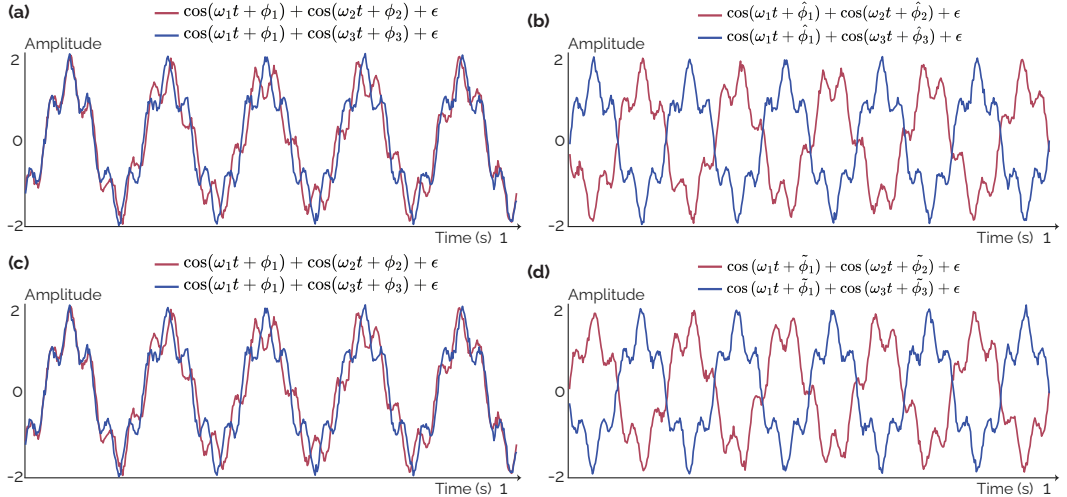 (a)
cos(ω₁t + ϕ₁) + cos(ω₂t + ϕ₂) + ϵ
cos(ω₁t + ϕ₁) + cos(ω₃t + ϕ₃) + ϵ
Amplitude
2
0
-2
Time (s) 1
(b)
cos(ω₁t + ϕ̂₁) + cos(ω₂t + ϕ̂₂) + ϵ
cos(ω₁t + ϕ̂₁) + cos(ω₃t + ϕ̂₃) + ϵ
Amplitude
2
0
-2
Time (s) 1
(c)
cos(ω₁t + ϕ₁) + cos(ω₂t + ϕ₂) + ϵ
cos(ω₁t + ϕ₁) + cos(ω₃t + ϕ₃) + ϵ
Amplitude
2
0
-2
Time (s) 1
(d)
cos (ω₁t + ϕ̃₁) + cos (ω₂t + ϕ̃₂) + ϵ
cos (ω₁t + ϕ̃₁) + cos (ω₃t + ϕ̃₃) + ϵ
Amplitude
2
0
-2
Time (s) 1